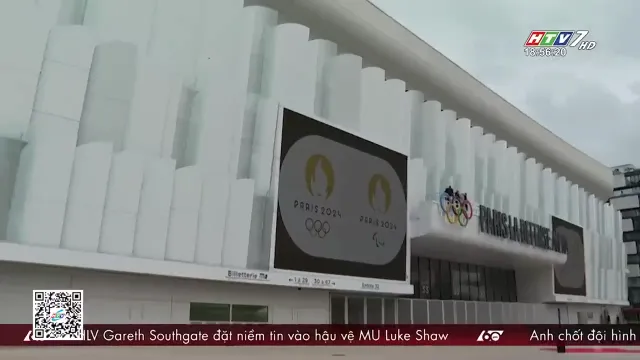 HTV7 HD
18:56:20
PARIS 2024
PARIS 2024
PARIS LA DEFENSE
Billetterie
HLV Gareth Southgate đặt niềm tin vào hậu vệ MU Luke Shaw
Anh chốt đội hình